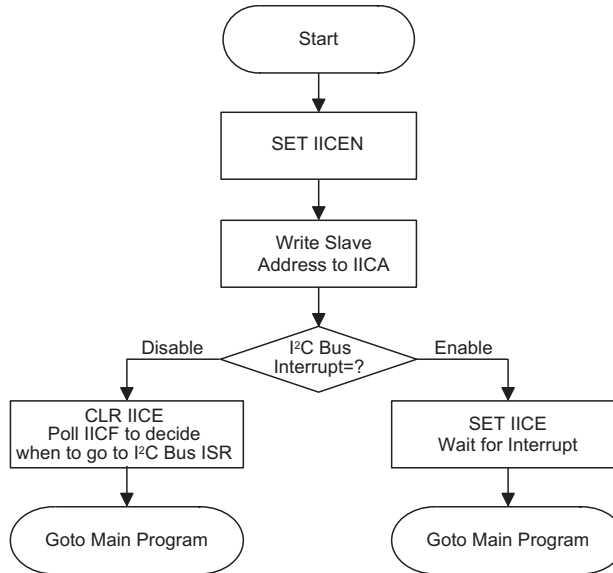 Start
SET IICEN
Write Slave
Address to IICA
I²C Bus
Interrupt=?
Disable
Enable
CLR IICE
Poll IICF to decide
when to go to I²C Bus ISR
SET IICE
Wait for Interrupt
Goto Main Program
Goto Main Program